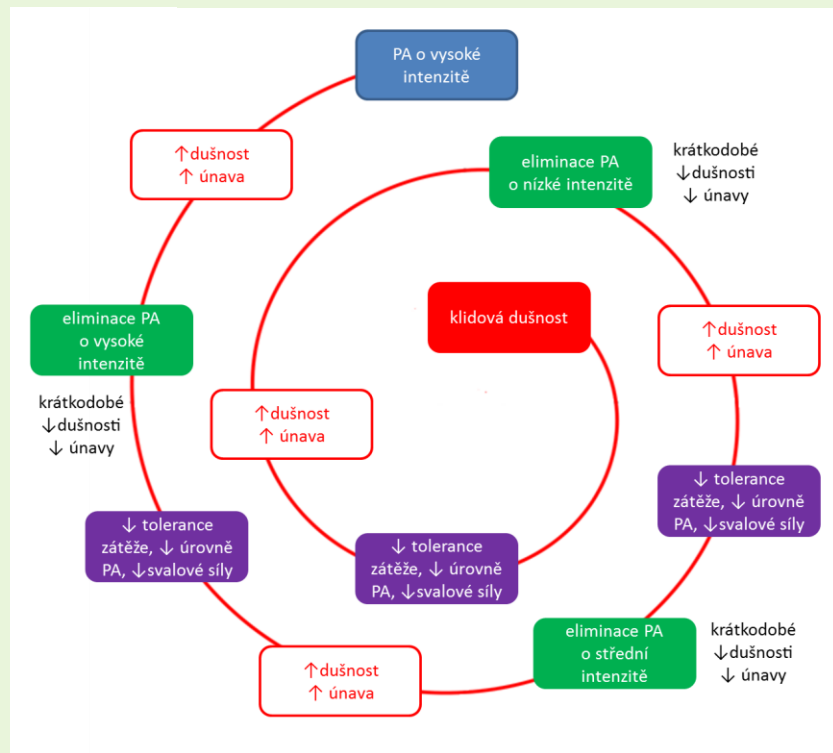 PA o vysoké
intenzitě
↑dušnost
↑ únava
eliminace PA
o nízké intenzitě
krátkodobé
↓dušnosti
↓ únavy
klidová dušnost
eliminace PA
o vysoké
intenzitě
↑dušnost
↑ únava
krátkodobé
↓dušnosti
↓ únavy
↑dušnost
↑ únava
↓ tolerance
zátěže, ↓ úrovně
PA, ↓svalové síly
↓ tolerance
zátěže, ↓ úrovně
PA, ↓svalové síly
↓ tolerance
zátěže, ↓ úrovně
PA, ↓svalové síly
eliminace PA
o střední
intenzitě
krátkodobé
↓dušnosti
↓ únavy
↑dušnost
↑ únava